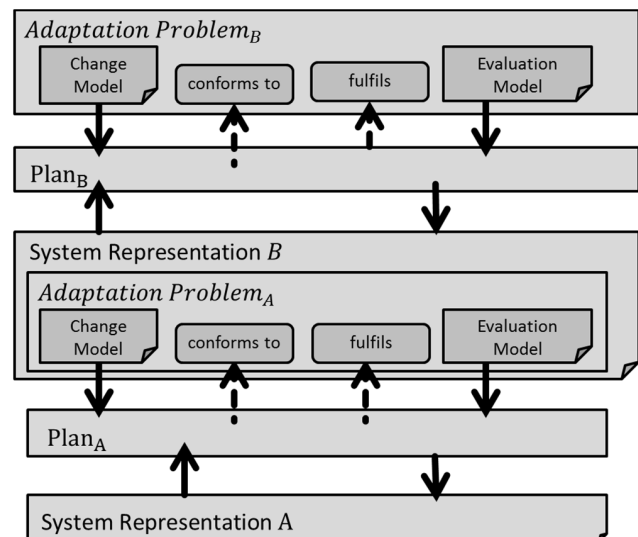 Adaptation Problem_B
Change
Model
conforms to
fulfils
Evaluation
Model
Plan_B
System Representation B
Adaptation Problem_A
Change
Model
conforms to
fulfils
Evaluation
Model
Plan_A
System Representation A